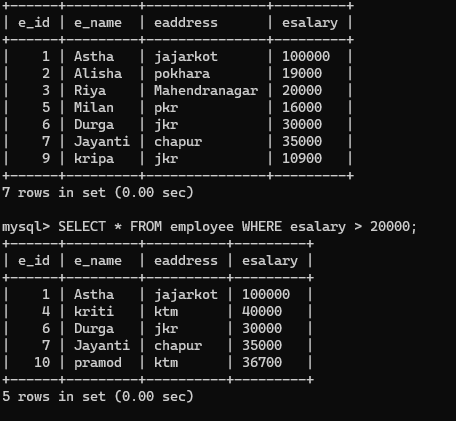 +------+---------+---------------+---------+
| e_id | e_name  | eaddress      | esalary |
+------+---------+---------------+---------+
|    1 | Astha   | jajarkot      | 100000  |
|    2 | Alisha  | pokhara       | 19000   |
|    3 | Riya    | Mahendranagar | 20000   |
|    5 | Milan   | pkr           | 16000   |
|    6 | Durga   | jkr           | 30000   |
|    7 | Jayanti | chapur        | 35000   |
|    9 | kripa   | jkr           | 10900   |
+------+---------+---------------+---------+
7 rows in set (0.00 sec)

mysql> SELECT * FROM employee WHERE esalary > 20000;
+------+---------+----------+---------+
| e_id | e_name  | eaddress | esalary |
+------+---------+----------+---------+
|    1 | Astha   | jajarkot | 100000  |
|    4 | kriti   | ktm      | 40000   |
|    6 | Durga   | jkr      | 30000   |
|    7 | Jayanti | chapur   | 35000   |
|   10 | pramod  | ktm      | 36700   |
+------+---------+----------+---------+
5 rows in set (0.00 sec)